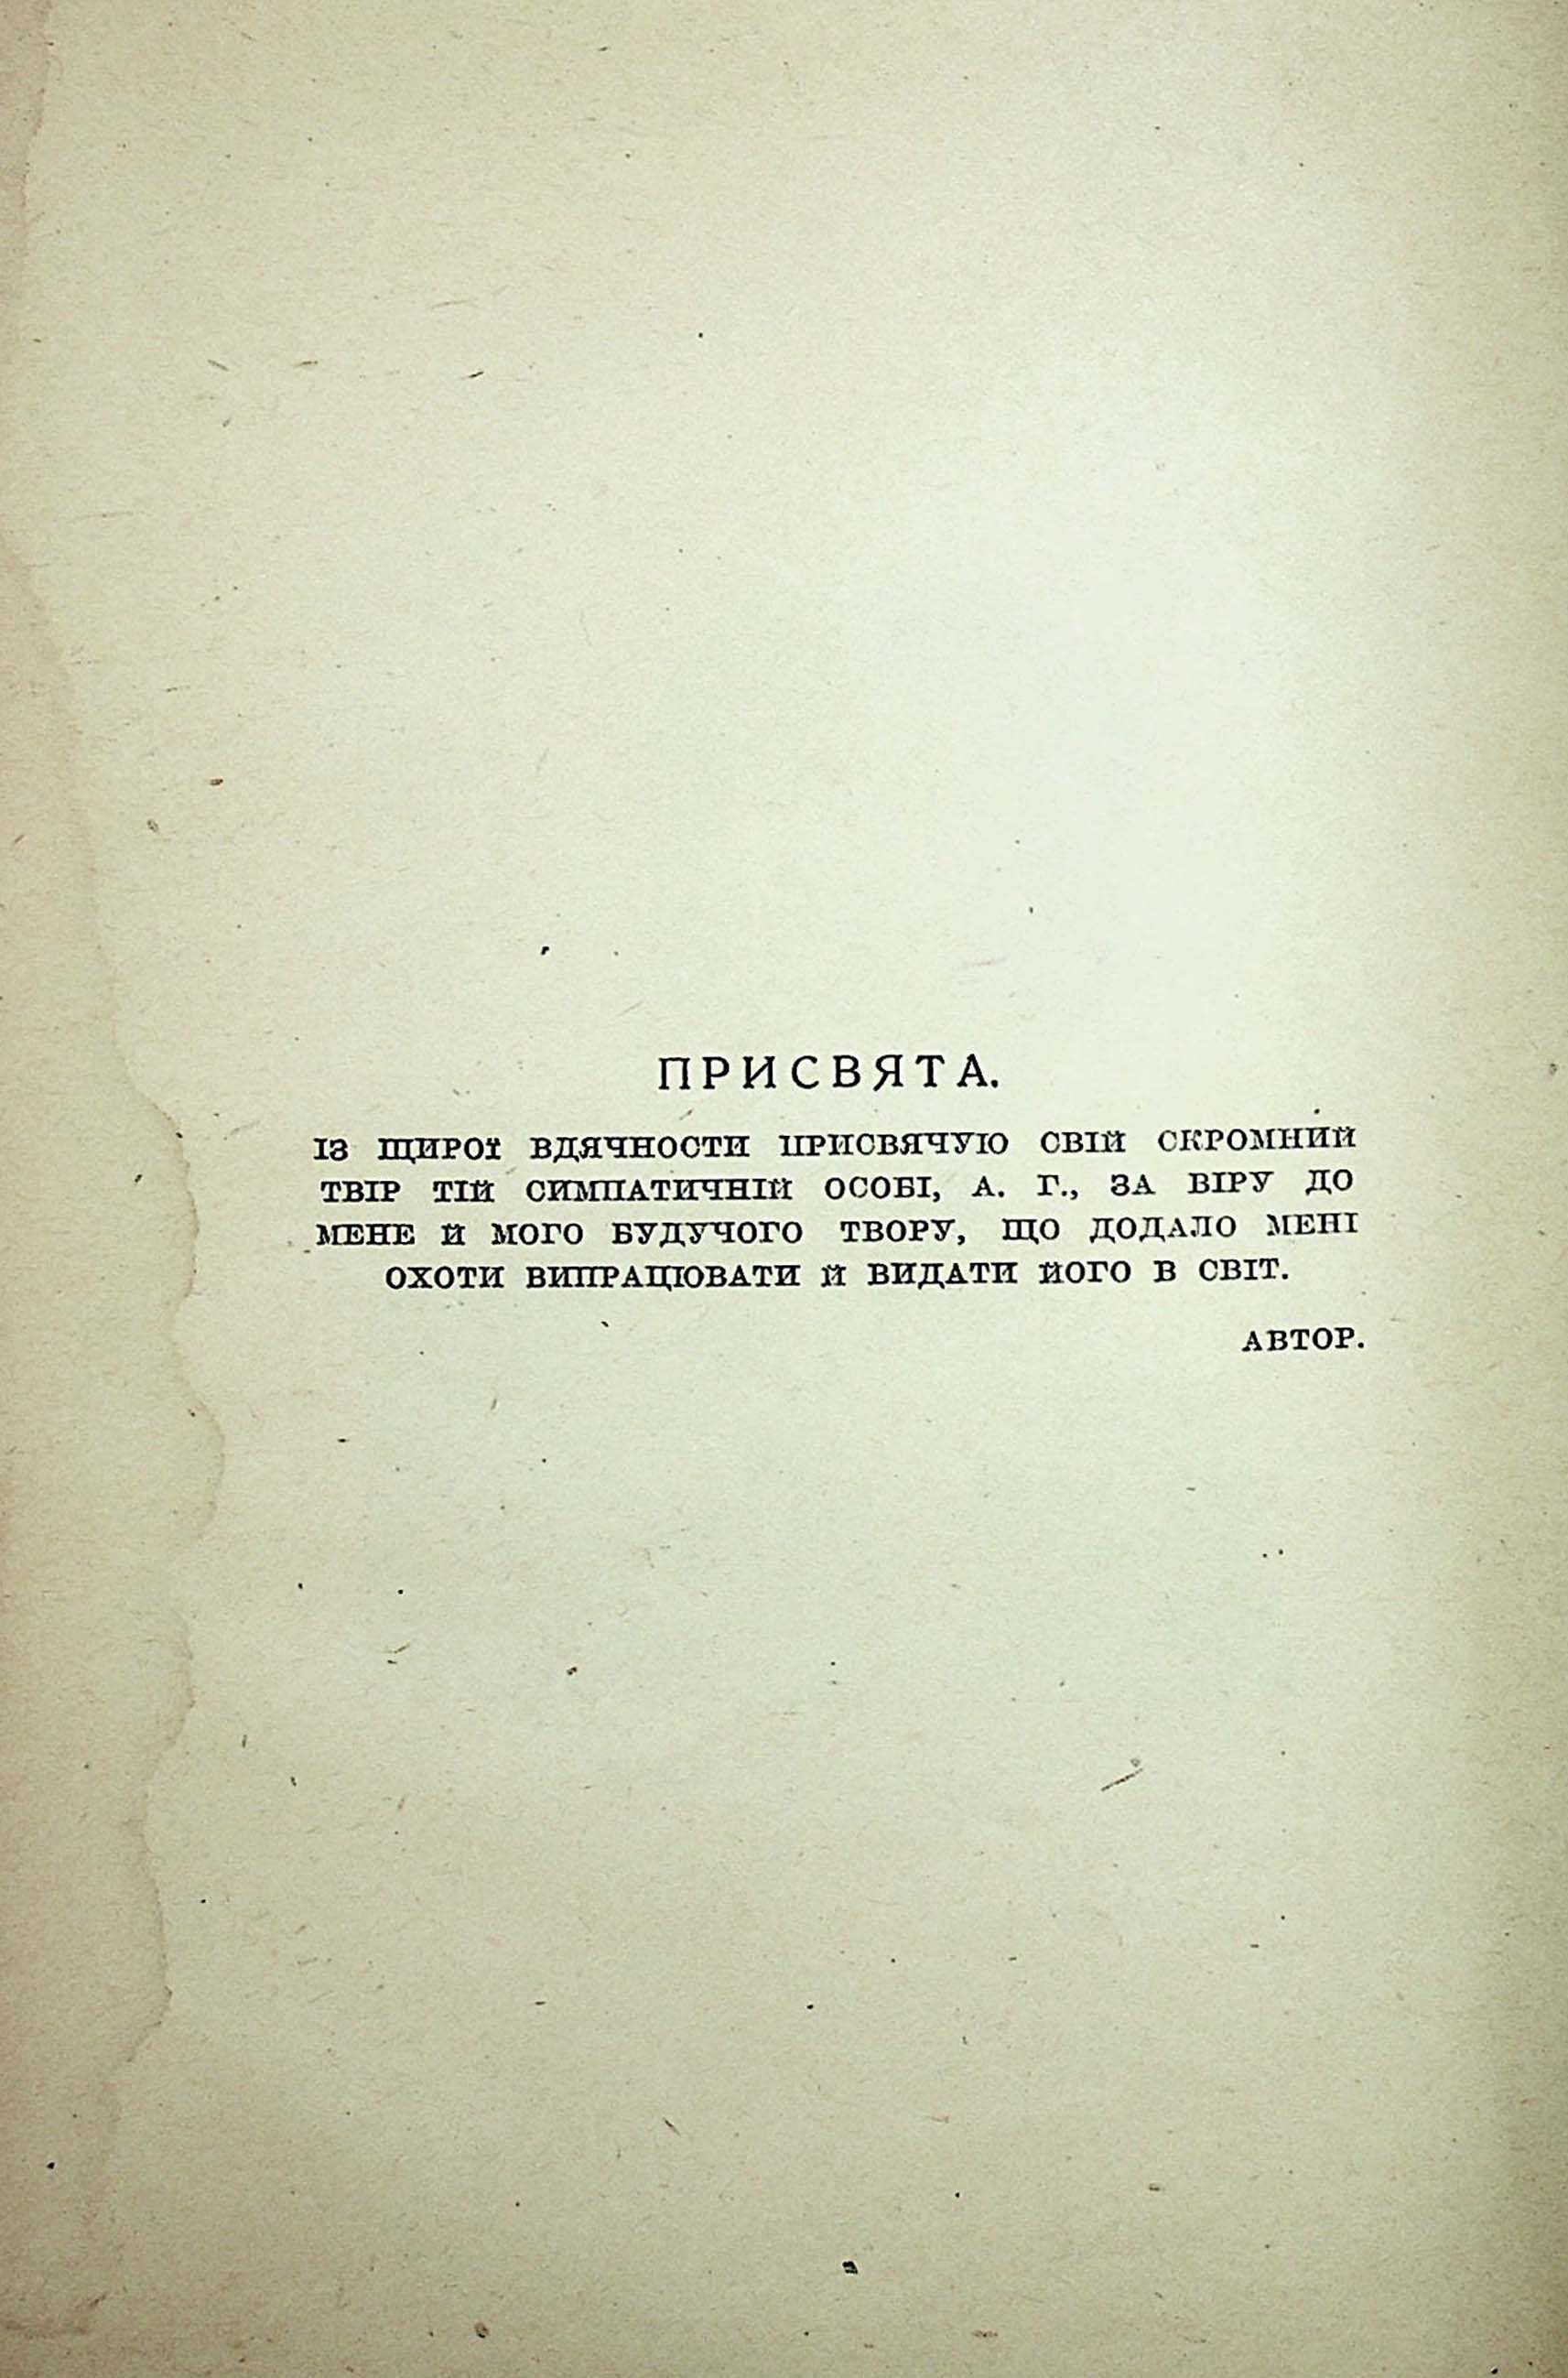 ПРИСВЯТА.
ІЗ ЩИРОЇ ВДЯЧНОСТИ ПРИСВЯЧУЮ СВІЙ СКРОМНИЙ
ТВІР ТІЙ СИМПАТИЧНІЙ ОСОБІ, А. Г., ЗА ВІРУ ДО
МЕНЕ Й МОГО БУДУЧОГО ТВОРУ, ЩО ДОДАЛО МЕНІ
ОХОТИ ВИПРАЦЮВАТИ Й ВИДАТИ ЙОГО В СВІТ.
АВТОР.